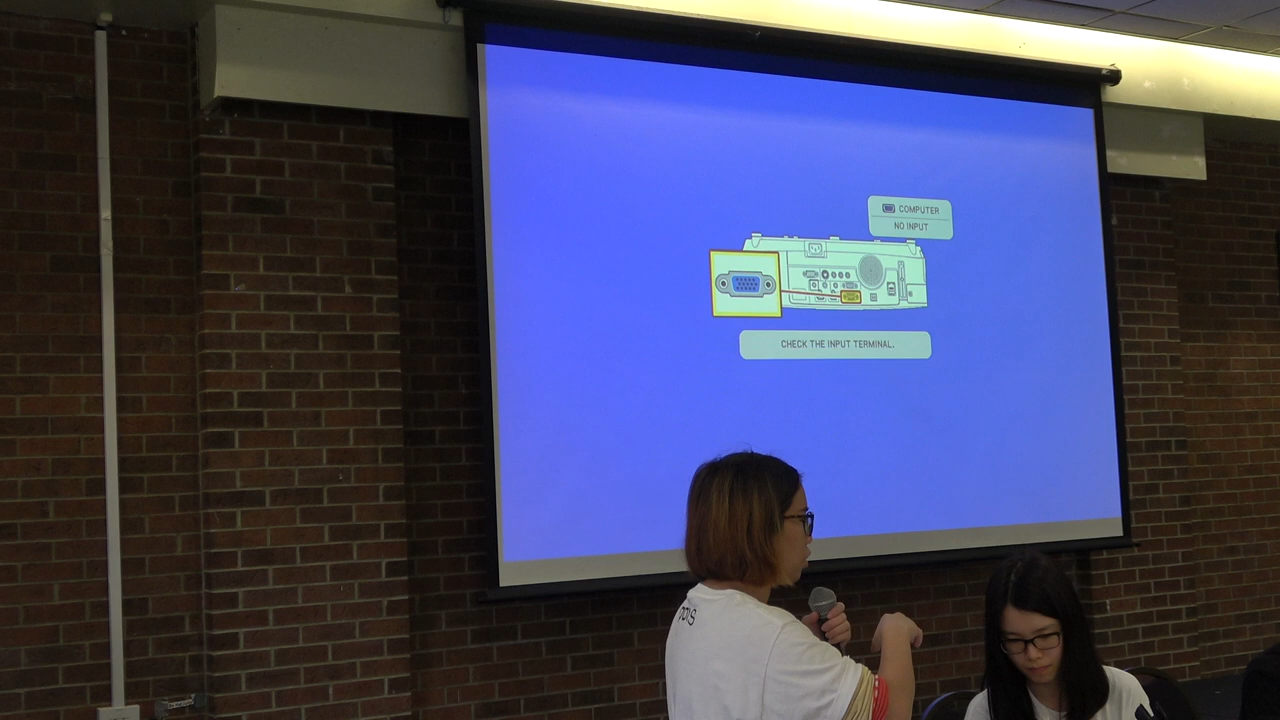 COMPUTER
NO INPUT
CHECK THE INPUT TERMINAL.